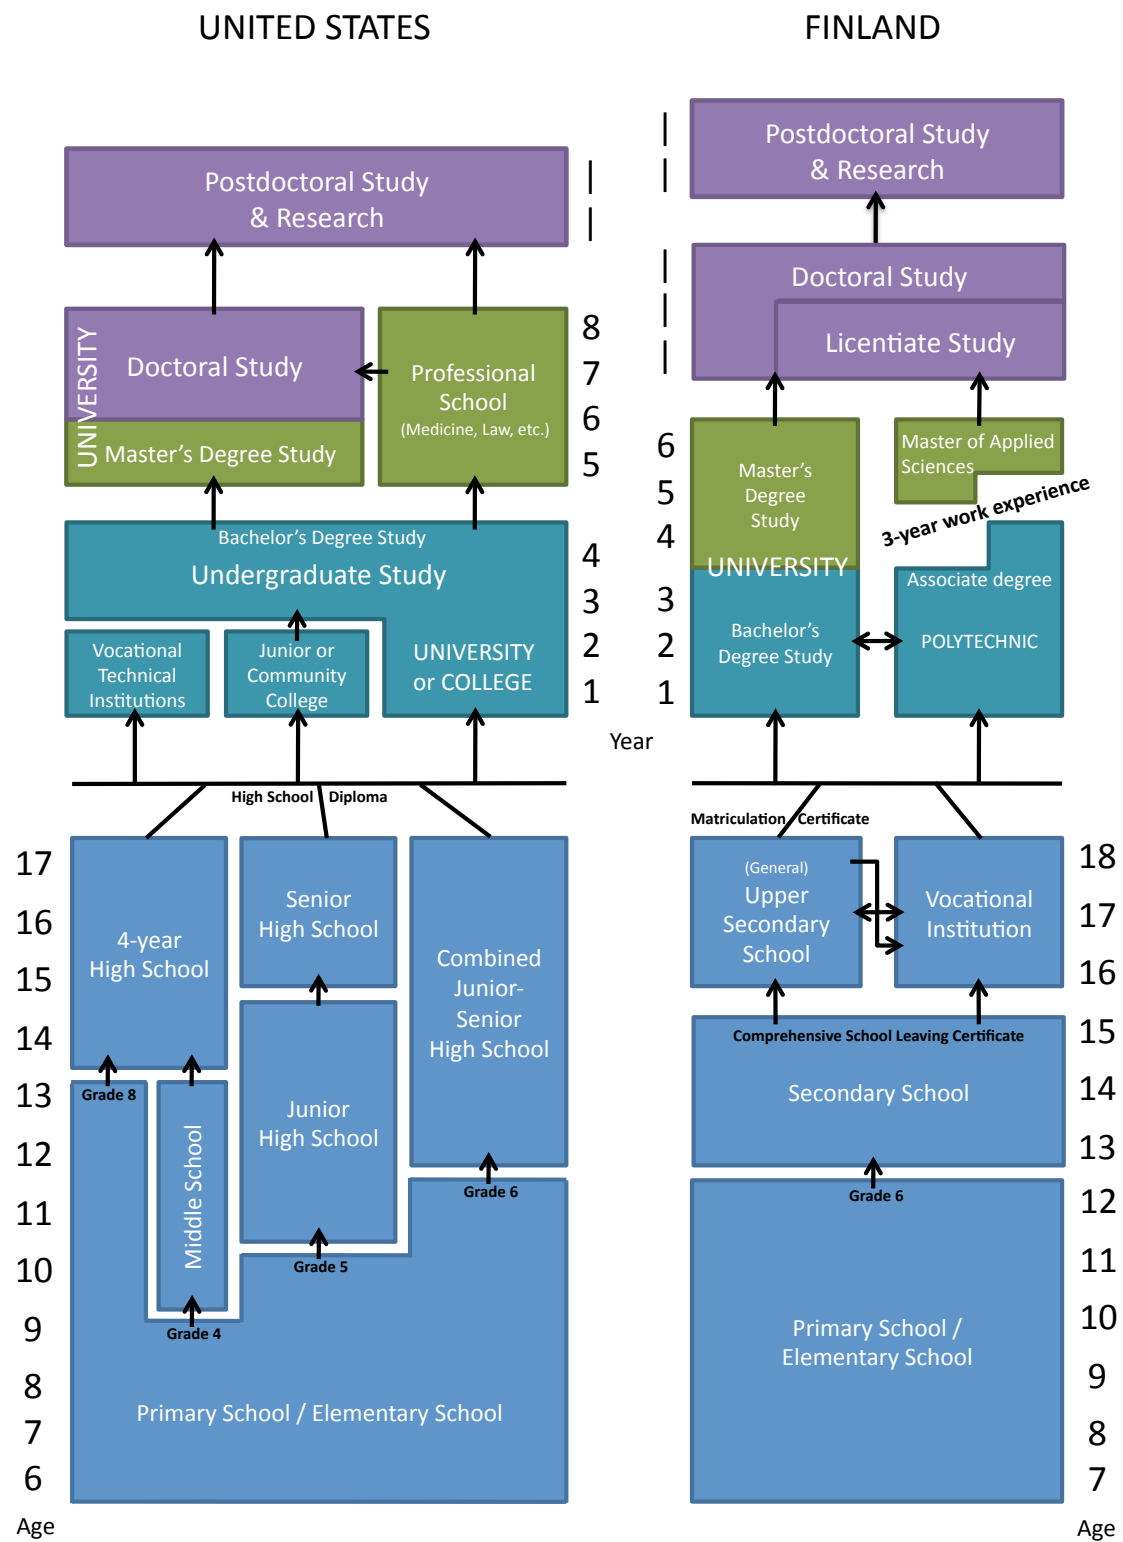 UNITED STATES
Postdoctoral Study
& Research
UNIVERSITY
Doctoral Study
Master's Degree Study
Professional
School
(Medicine, Law, etc.)
8
7
6
5
Bachelor's Degree Study
Undergraduate Study
Vocational
Technical
Institutions
Junior or
Community
College
UNIVERSITY
or COLLEGE
4
3
2
1
Year
High School Diploma
4-year
High School
Senior
High School
Combined
Junior-
Senior
High School
Junior
High School
Middle School
Grade 8
Grade 6
Grade 5
Grade 4
Primary School / Elementary School
17
16
15
14
13
12
11
10
9
8
7
6
Age
FINLAND
Postdoctoral Study
& Research
Doctoral Study
Licentiate Study
6
5
4
3
2
1
Master's
Degree
Study
UNIVERSITY
Bachelor's
Degree Study
Master of Applied
Sciences
3-year work experience
Associate degree
POLYTECHNIC
Matriculation Certificate
(General)
Upper
Secondary
School
Vocational
Institution
Comprehensive School Leaving Certificate
Secondary School
Grade 6
Primary School /
Elementary School
18
17
16
15
14
13
12
11
10
9
8
7
Age